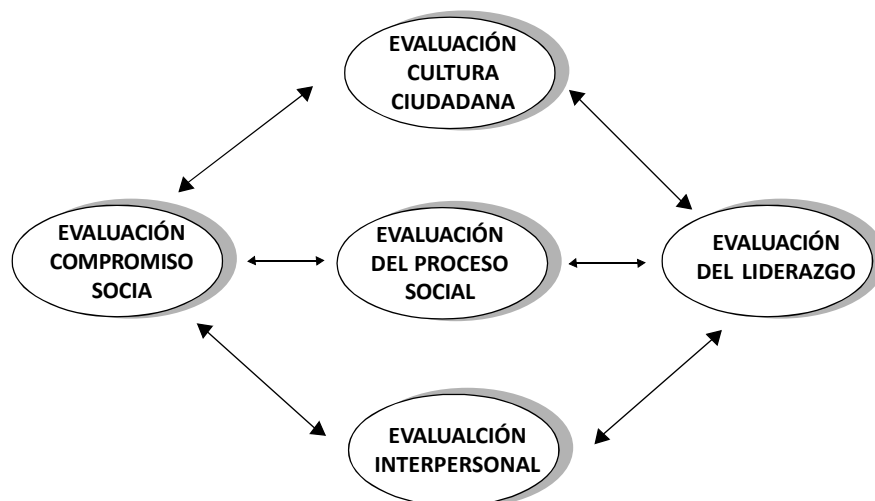 EVALUACIÓN
CULTURA
CIUDADANA
EVALUACIÓN
COMPROMISO
SOCIA
EVALUACIÓN
DEL PROCESO
SOCIAL
EVALUACIÓN
DEL LIDERAZGO
EVALUALCIÓN
INTERPERSONAL